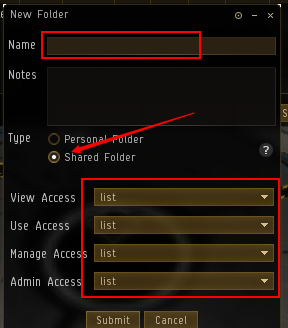 New Folder
Name
Notes
Type
Personal Folder
Shared Folder
?
View Access list
Use Access list
Manage Access list
Admin Access list
Submit Cancel